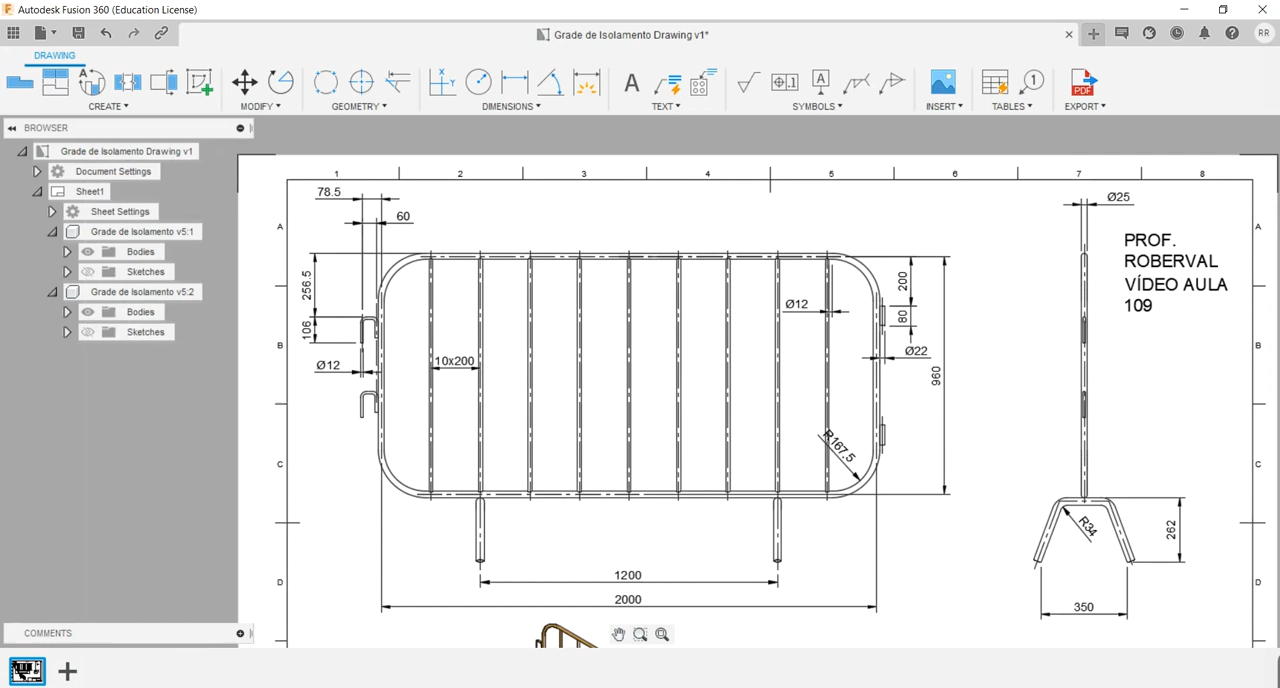 Autodesk Fusion 360 (Education License)
Grade de Isolamento Drawing v1*
RR
DRAWING
CREATE
MODIFY
GEOMETRY
DIMENSIONS
TEXT
SYMBOLS
INSERT
TABLES
EXPORT
BROWSER
Grade de Isolamento Drawing v1
Document Settings
Sheet1
Sheet Settings
Grade de Isolamento v5:1
Bodies
Sketches
Grade de Isolamento v5:2
Bodies
Sketches
COMMENTS
1 2 3 4 5 6 7 8
A
B
C
D
A
B
C
D
78.5
60
256.5
106
Ø12
10x200
Ø12
200
80
Ø22
960
R167.5
1200
2000
Ø25
R34
262
350
PROF.
ROBERVAL
VÍDEO AULA
109